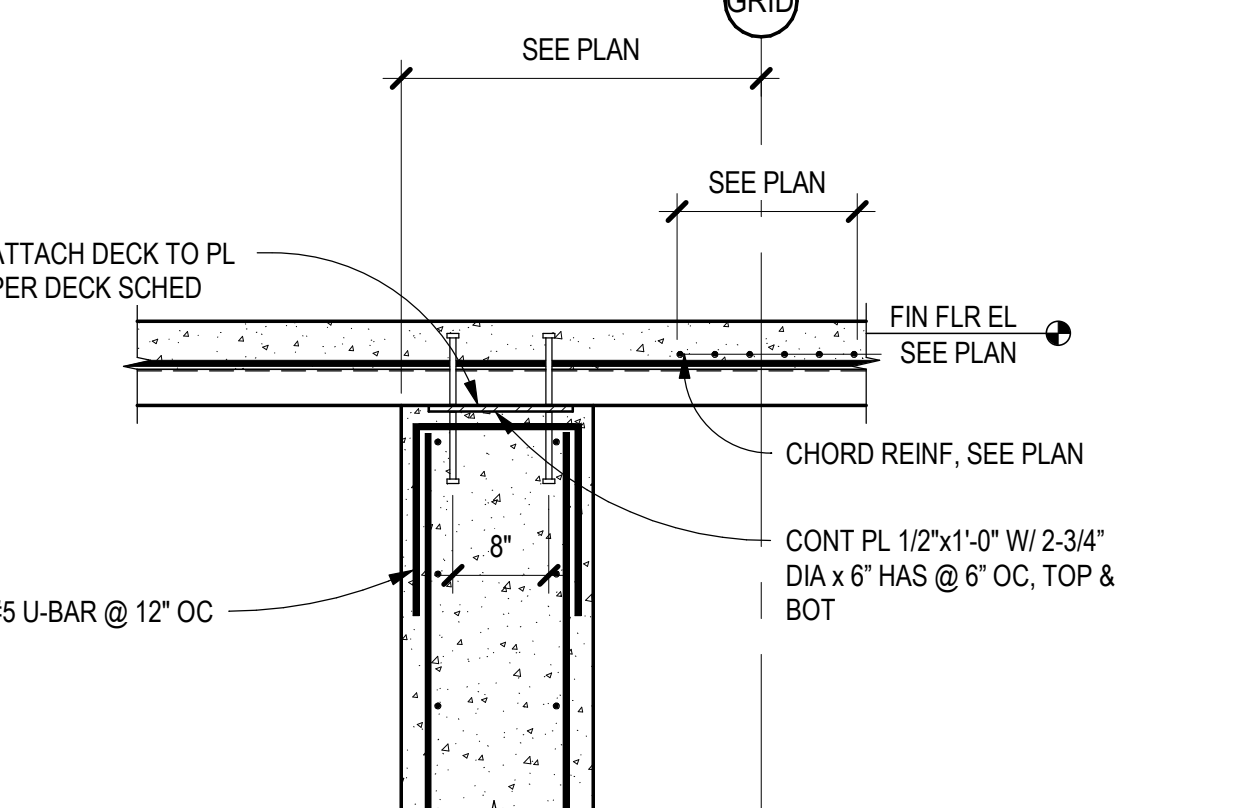 GRID
SEE PLAN
SEE PLAN
ATTACH DECK TO PL
PER DECK SCHED
FIN FLR EL
SEE PLAN
CHORD REINF, SEE PLAN
8"
CONT PL 1/2"x1'-0" W/ 2-3/4”
DIA x 6” HAS @ 6” OC, TOP &
BOT
#5 U-BAR @ 12" OC